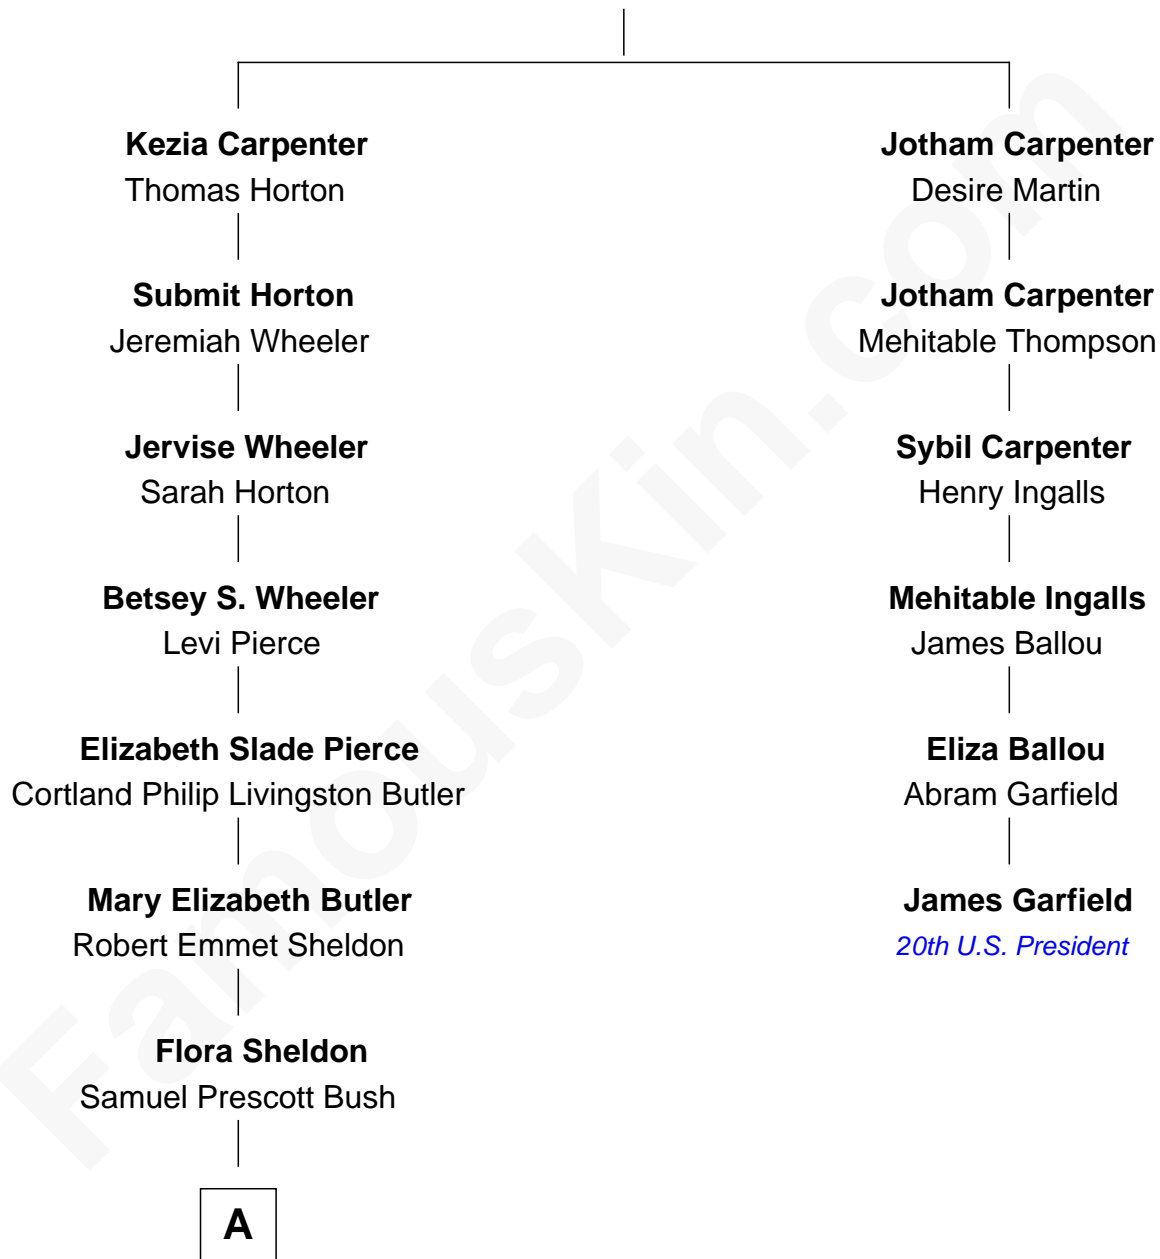 Kezia Carpenter
Thomas Horton
Submit Horton
Jeremiah Wheeler
Jervise Wheeler
Sarah Horton
Betsey S. Wheeler
Levi Pierce
Elizabeth Slade Pierce
Cortland Philip Livingston Butler
Mary Elizabeth Butler
Robert Emmet Sheldon
Flora Sheldon
Samuel Prescott Bush
A
Jotham Carpenter
Desire Martin
Jotham Carpenter
Mehitable Thompson
Sybil Carpenter
Henry Ingalls
Mehitable Ingalls
James Ballou
Eliza Ballou
Abram Garfield
James Garfield
20th U.S. President
FamousKin.com